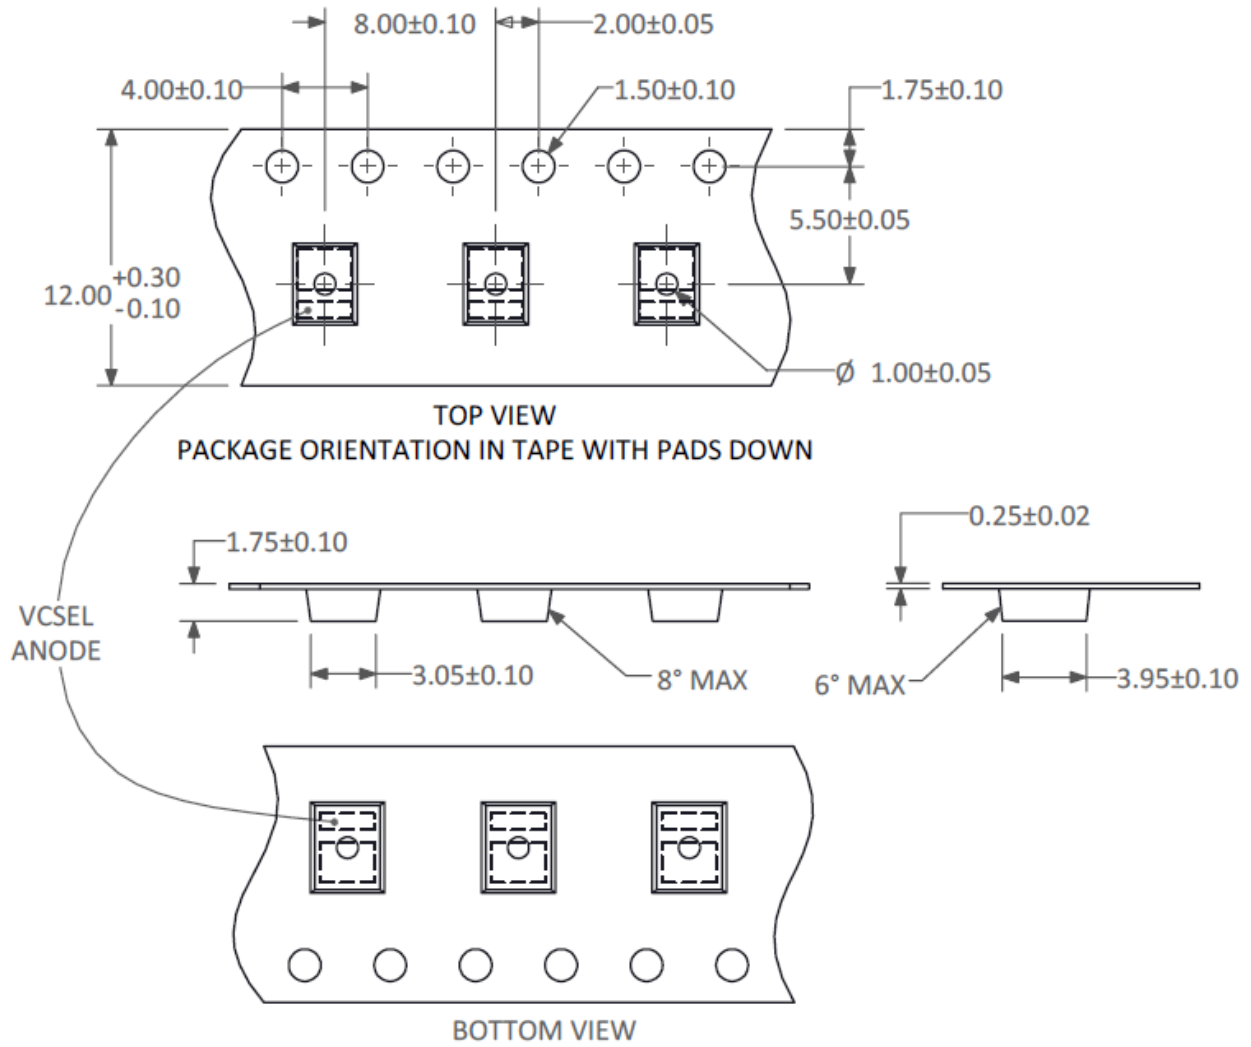 8.00±0.10
2.00±0.05
4.00±0.10
1.50±0.10
1.75±0.10
5.50±0.05
12.00 +0.30
-0.10
Ø 1.00±0.05
TOP VIEW
PACKAGE ORIENTATION IN TAPE WITH PADS DOWN
0.25±0.02
1.75±0.10
VCSEL
ANODE
3.05±0.10
8° MAX
6° MAX
3.95±0.10
BOTTOM VIEW